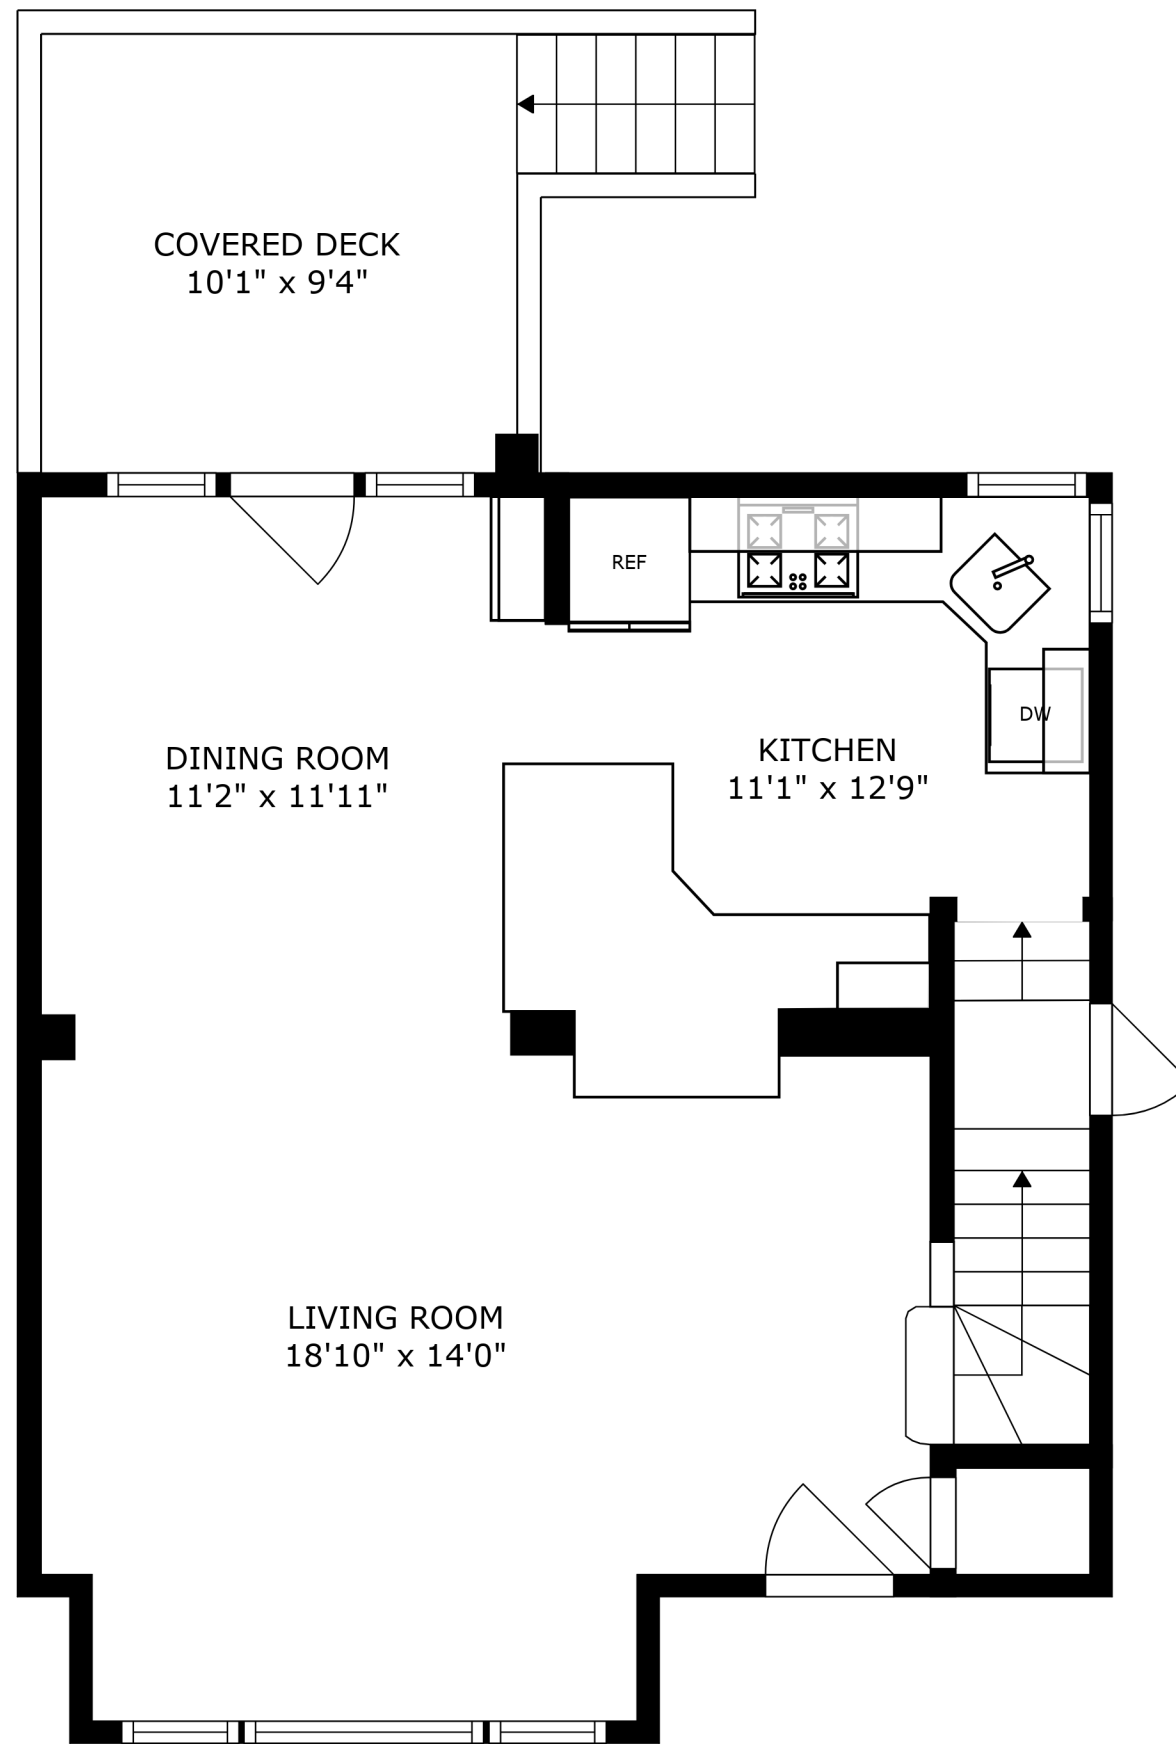 COVERED DECK
10'1" x 9'4"
REF
DW
DINING ROOM
11'2" x 11'11"
KITCHEN
11'1" x 12'9"
LIVING ROOM
18'10" x 14'0"